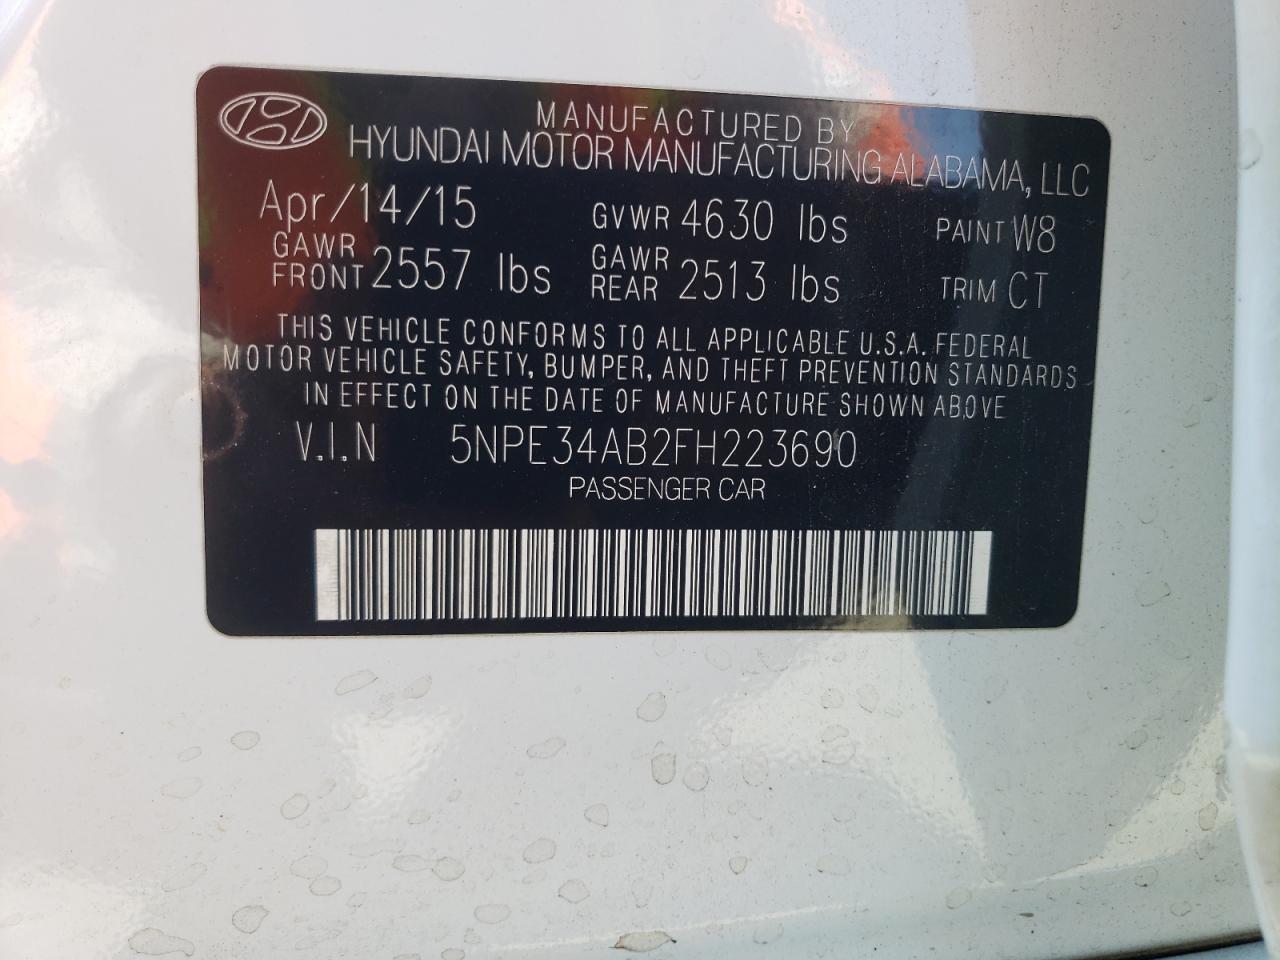 MANUFACTURED BY
HYUNDAI MOTOR MANUFACTURING ALABAMA, LLC
Apr/14/15 GVWR 4630 lbs PAINT W8
GAWR FRONT 2557 lbs GAWR REAR 2513 lbs TRIM CT
THIS VEHICLE CONFORMS TO ALL APPLICABLE U.S.A. FEDERAL
MOTOR VEHICLE SAFETY, BUMPER, AND THEFT PREVENTION STANDARDS
IN EFFECT ON THE DATE OF MANUFACTURE SHOWN ABOVE
V.I.N 5NPE34AB2FH223690
PASSENGER CAR